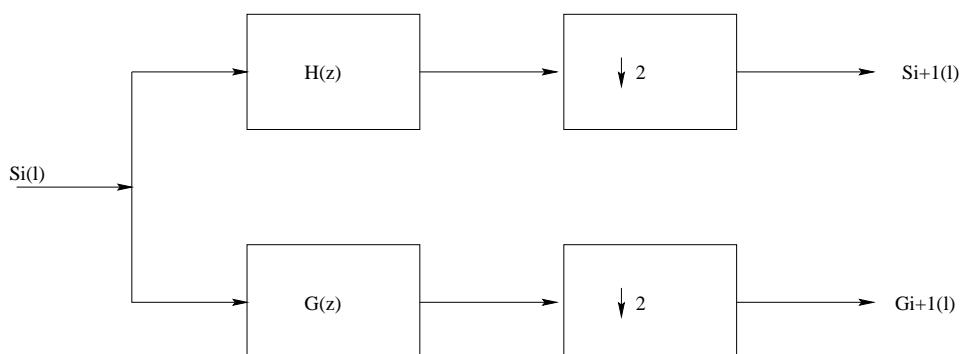 H(z)
↓ 2
Si+1(l)
Si(l)
G(z)
↓ 2
Gi+1(l)